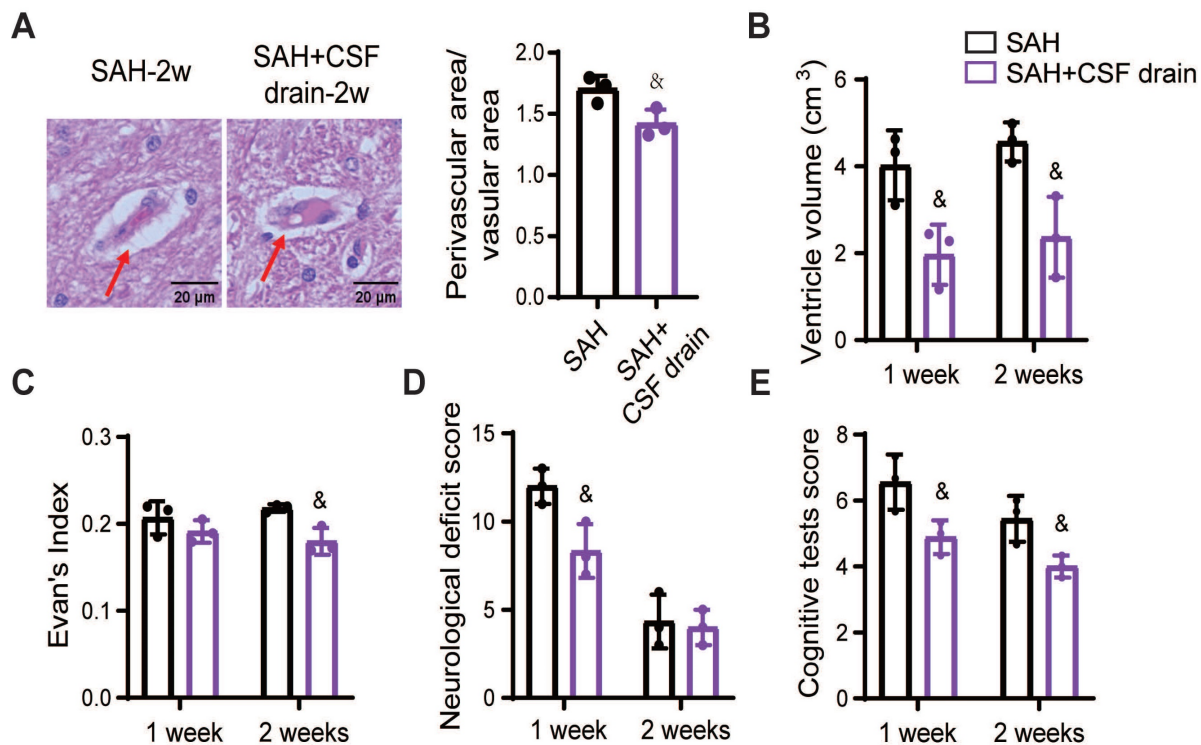 A
SAH-2w
SAH+CSF
drain-2w
20 μm
20 μm
Perivascular area/
vasular area
2.0
1.5
1.0
0.5
0.0
&
SAH
SAH+
CSF drain
B
SAH
SAH+CSF drain
Ventricle volume (cm³)
6
4
2
0
&
&
1 week
2 weeks
C
Evan's Index
0.3
0.2
0.1
0.0
&
1 week
2 weeks
D
Neurological deficit score
15
10
5
0
&
1 week
2 weeks
E
Cognitive tests score
8
6
4
2
0
&
&
1 week
2 weeks